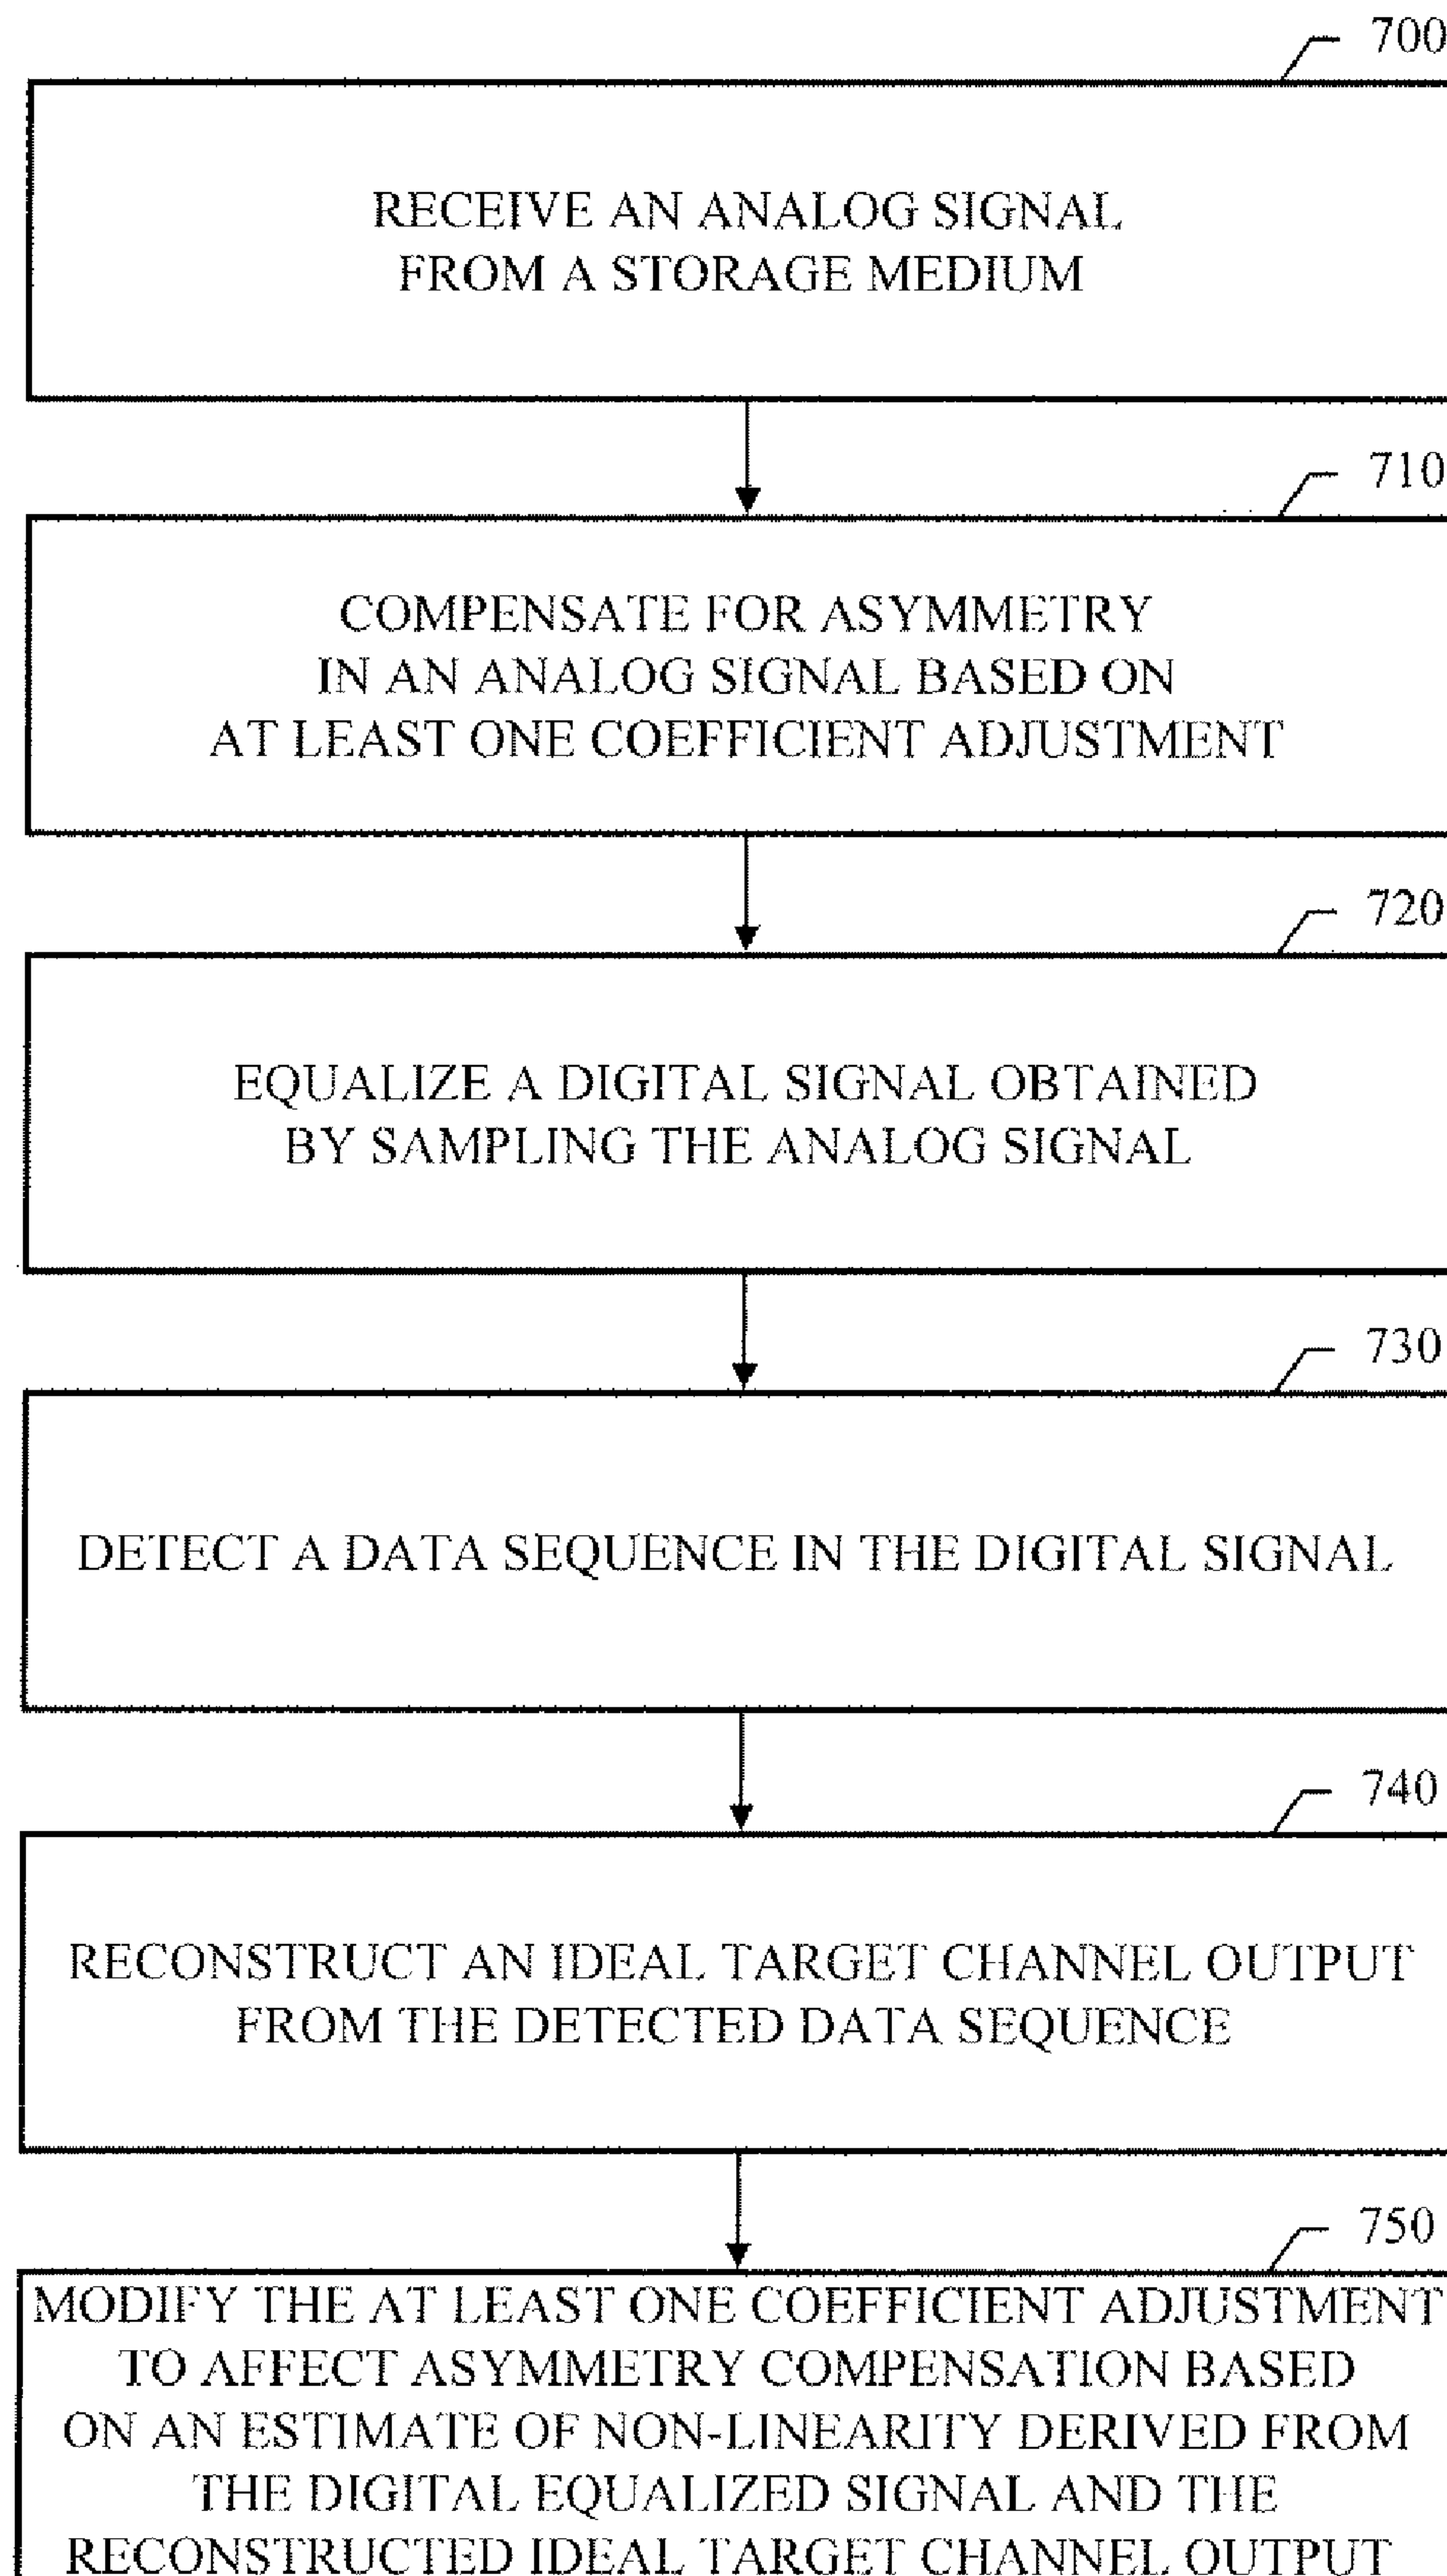 700
RECEIVE AN ANALOG SIGNAL
FROM A STORAGE MEDIUM
710
COMPENSATE FOR ASYMMETRY
IN AN ANALOG SIGNAL BASED ON
AT LEAST ONE COEFFICIENT ADJUSTMENT
720
EQUALIZE A DIGITAL SIGNAL OBTAINED
BY SAMPLING THE ANALOG SIGNAL
730
DETECT A DATA SEQUENCE IN THE DIGITAL SIGNAL
740
RECONSTRUCT AN IDEAL TARGET CHANNEL OUTPUT
FROM THE DETECTED DATA SEQUENCE
750
MODIFY THE AT LEAST ONE COEFFICIENT ADJUSTMENT
TO AFFECT ASYMMETRY COMPENSATION BASED
ON AN ESTIMATE OF NON-LINEARITY DERIVED FROM
THE DIGITAL EQUALIZED SIGNAL AND THE
RECONSTRUCTED IDEAL TARGET CHANNEL OUTPUT